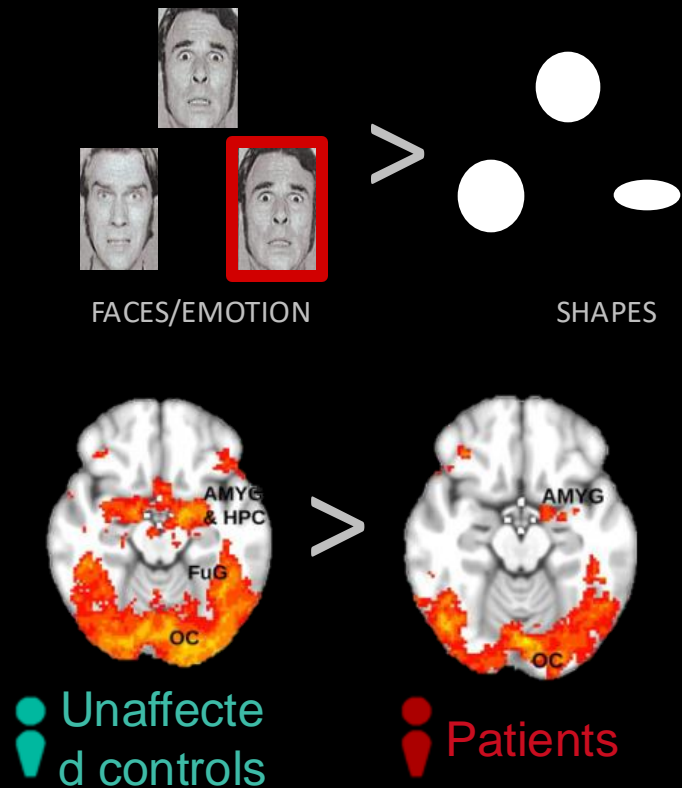 >
FACES/EMOTION
SHAPES
AMYG
& HPC
FuG
OC
>
AMYG
OC
Unaffecte
d controls
Patients